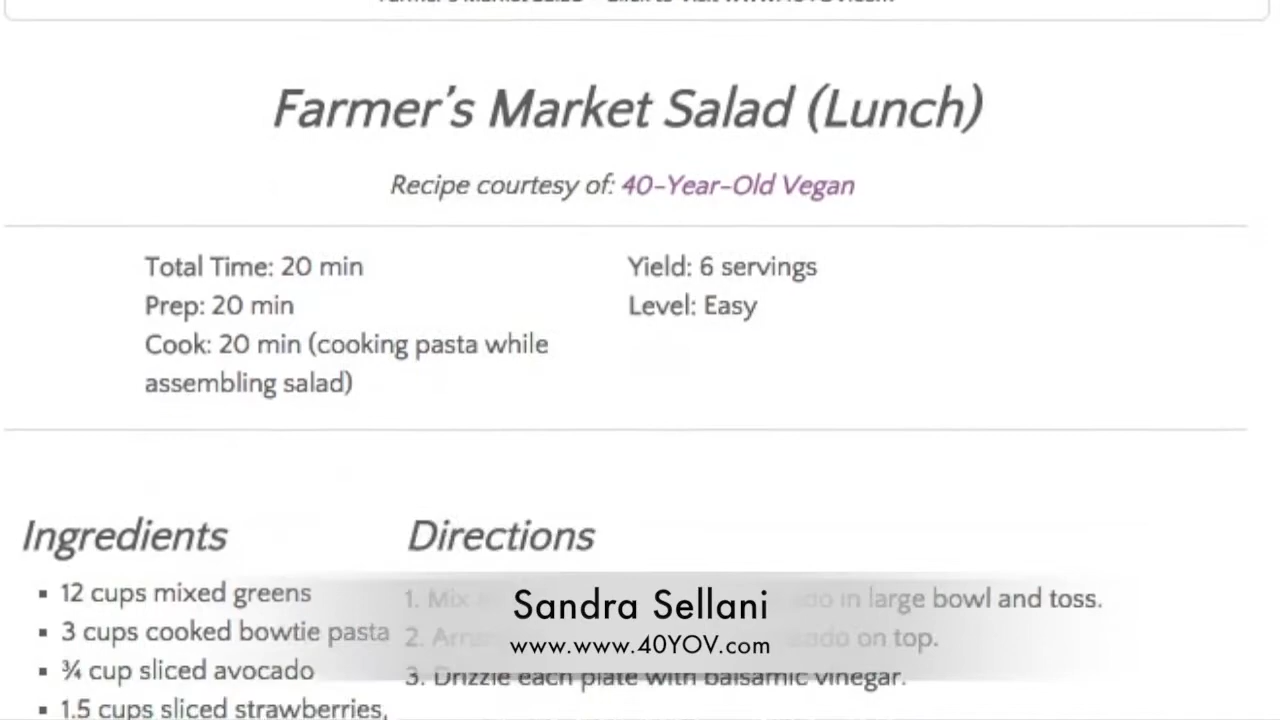 Farmer's Market Salad (Lunch)
Recipe courtesy of: 40-Year-Old Vegan
Total Time: 20 min
Prep: 20 min
Cook: 20 min (cooking pasta while
assembling salad)
Yield: 6 servings
Level: Easy
Ingredients
▪ 12 cups mixed greens
▪ 3 cups cooked bowtie pasta
▪ ¾ cup sliced avocado
▪ 1.5 cups sliced strawberries,
Directions
1. Mix in large bowl and toss.
2. on top.
3. Drizzle each plate with balsamic vinegar.
Sandra Sellani
www.www.40YOV.com